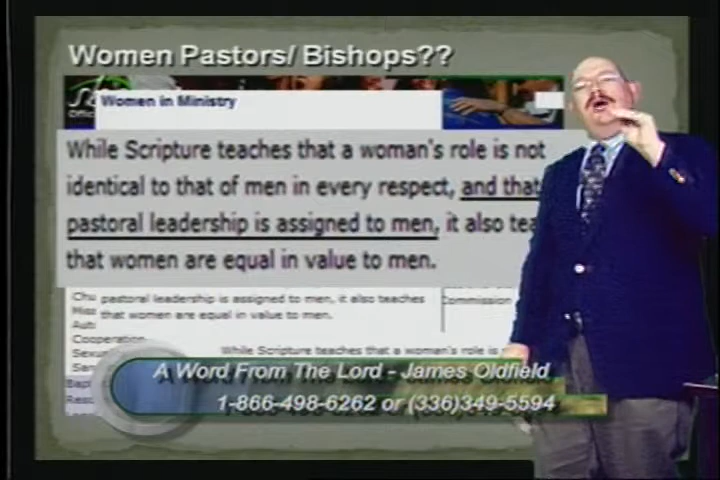 Women Pastors/ Bishops??
Women in Ministry
While Scripture teaches that a woman's role is not
identical to that of men in every respect, and that
pastoral leadership is assigned to men, it also
that women are equal in value to men.
pastoral leadership is assigned to men, it also teaches
Commission
that women are equal in value to men.
Cooperation
While Scripture teaches that a woman's role is
A Word From The Lord - James Oldfield
1-866-498-6262 or (336)349-5594